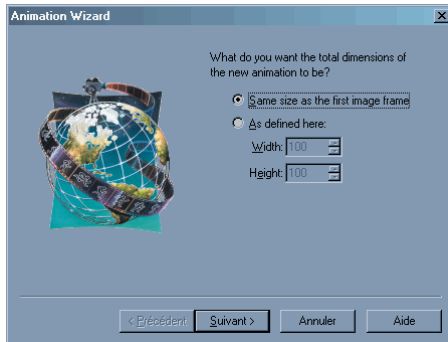 Animation Wizard
What do you want the total dimensions of
the new animation to be?
Same size as the first image frame
As defined here:
Width: 100
Height: 100
< Précédent Suivant > Annuler Aide